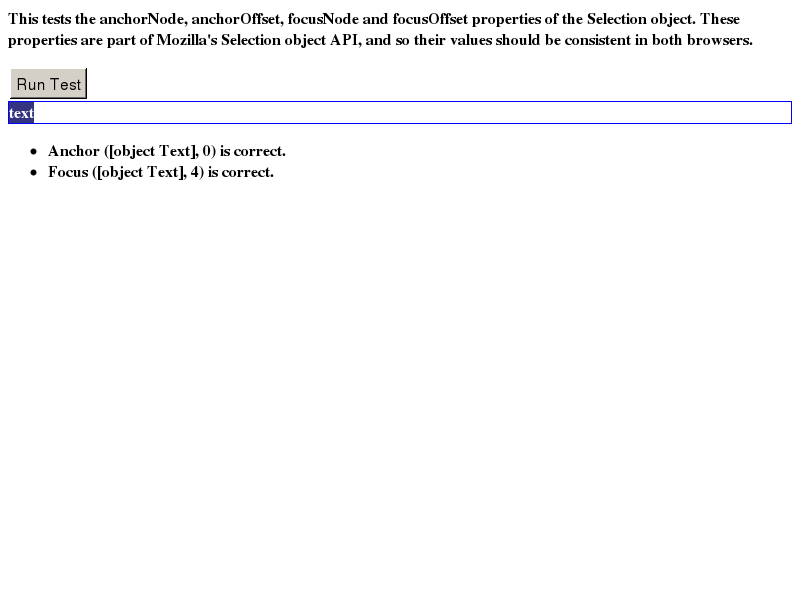 This tests the anchorNode, anchorOffset, focusNode and focusOffset properties of the Selection object. These
properties are part of Mozilla's Selection object API, and so their values should be consistent in both browsers.
Run Test
text
Anchor ([object Text], 0) is correct.
Focus ([object Text], 4) is correct.